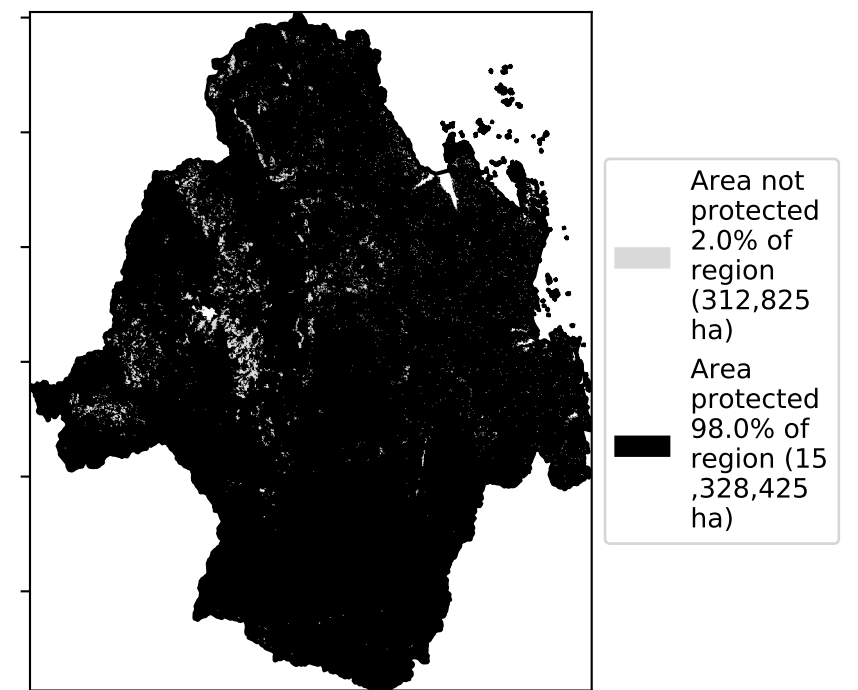 Area not
protected
2.0% of
region
(312,825
ha)
Area
protected
98.0% of
region (15
,328,425
ha)